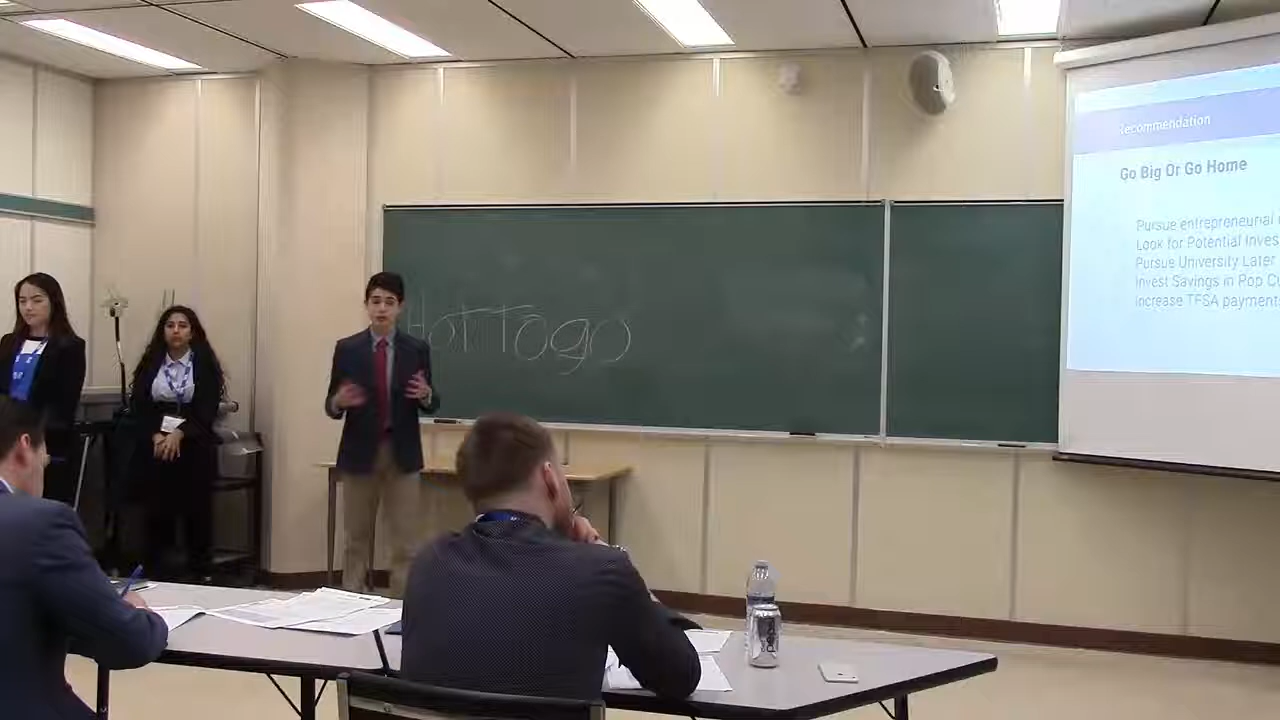 Recommendation
Go Big Or Go Home
Pursue entrepreneurial
Look for Potential Inves
Pursue University Later
Invest Savings in Pop Cu
Increase TFSA payment
Hot Togo